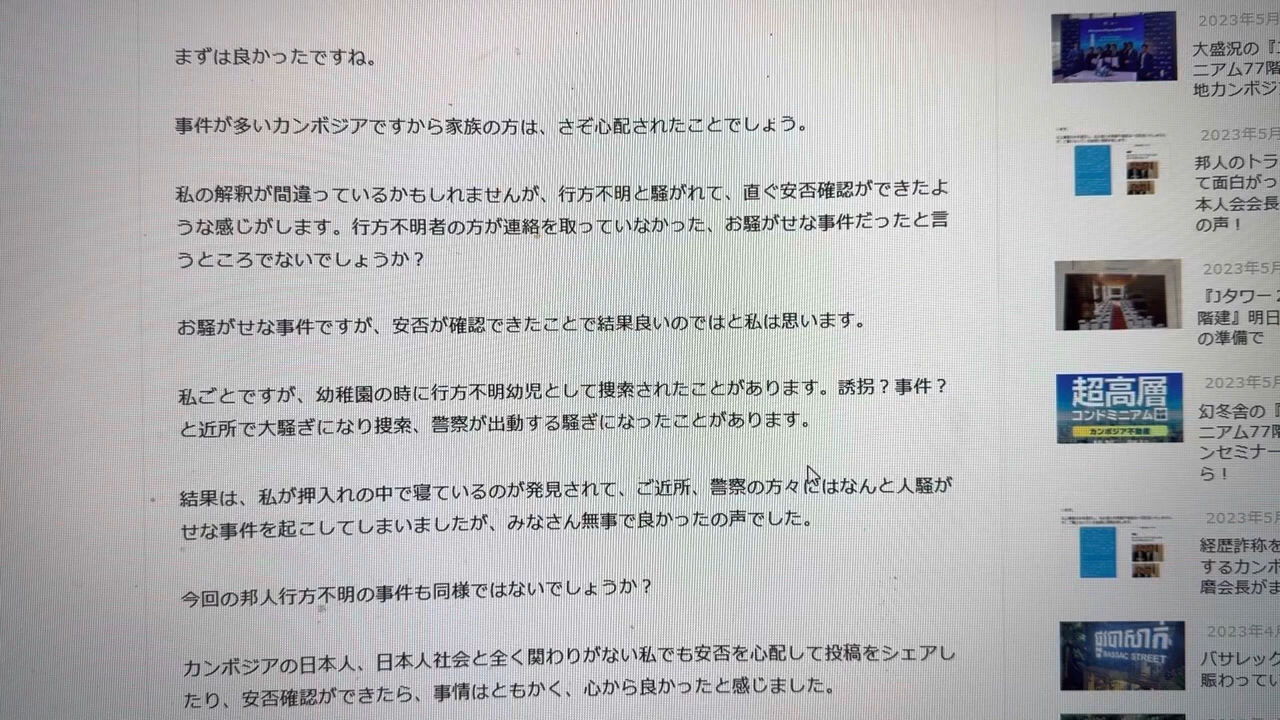 まずは良かったですね。
事件が多いカンボジアですから家族の方は、さぞ心配されたことでしょう。
私の解釈が間違っているかもしれませんが、行方不明と騒がれて、直ぐ安否確認ができたよ
うな感じがします。行方不明者の方が連絡を取っていなかった、お騒がせな事件だったと言
うところでないでしょうか？
お騒がせな事件ですが、安否が確認できたことで結果良いのではと私は思います。
私ごとですが、幼稚園の時に行方不明幼児として捜索されたことがあります。誘拐？事件？
と近所で大騒ぎになり捜索、警察が出動する騒ぎになったことがあります。
結果は、私が押入れの中で寝ているのが発見されて、ご近所、警察の方々にはなんと人騒が
せな事件を起こしてしまいましたが、みなさん無事で良かったの声でした。
今回の邦人行方不明の事件も同様ではないでしょうか？
カンボジアの日本人、日本人社会と全く関わりがない私でも安否を心配して投稿をシェアし
たり、安否確認ができたら、事情はともかく、心から良かったと感じました。
2023年5月
大盛況の『
ニアム77階
地カンボジ
2023年5月
邦人のトラ
て面白がっ
本人会会長
の声！
2023年5月
『Jタワー
階建』明日
の準備で
超高層
コンドミニアム
カンボジア不動産
2023年5月
幻冬舎の『
ニアム77階
ンセミナー
ら！
2023年5月
経歴詐称を
するカンボ
磨会長がま
ផ្លូវបាសាក់
BASSAC STREET
2023年4月
バサレック
賑わってい